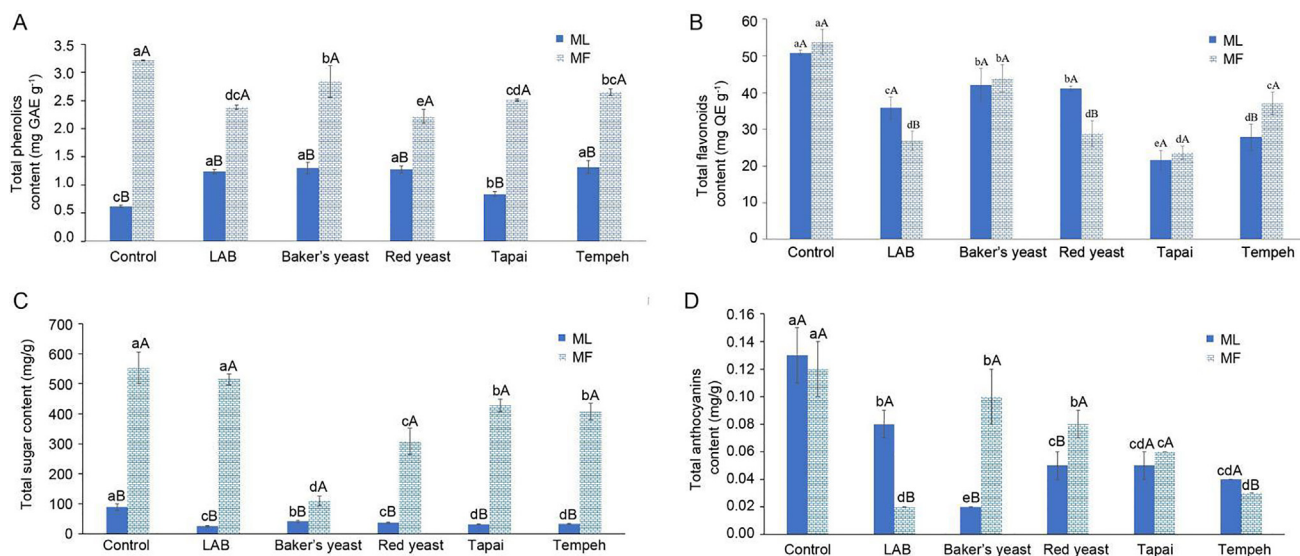 A
Total phenolics
content (mg GAE g⁻¹)
3.5
3.0
2.5
2.0
1.5
1.0
0.5
0.0
cB
aA
aB
dcA
aB
bA
aB
eA
bB
cdA
aB
bcA
ML
MF
Control
LAB
Baker's yeast
Red yeast
Tapai
Tempeh
B
Total flavonoids
content (mg QE g⁻¹)
60
50
40
30
20
10
0
aA
aA
cA
dB
bA
bA
bA
dB
eA
dA
dB
cA
ML
MF
Control
LAB
Baker's yeast
Red yeast
Tapai
Tempeh
C
Total sugar content (mg/g)
700
600
500
400
300
200
100
0
aB
aA
cB
aA
bB
dA
cB
cA
dB
bA
dB
bA
ML
MF
Control
LAB
Baker's yeast
Red yeast
Tapai
Tempeh
D
Total anthocyanins
content (mg/g)
0.16
0.14
0.12
0.10
0.08
0.06
0.04
0.02
0.00
aA
aA
bA
dB
eB
bA
cB
bA
cdA
cA
cdA
dB
ML
MF
Control
LAB
Baker's yeast
Red yeast
Tapai
Tempeh